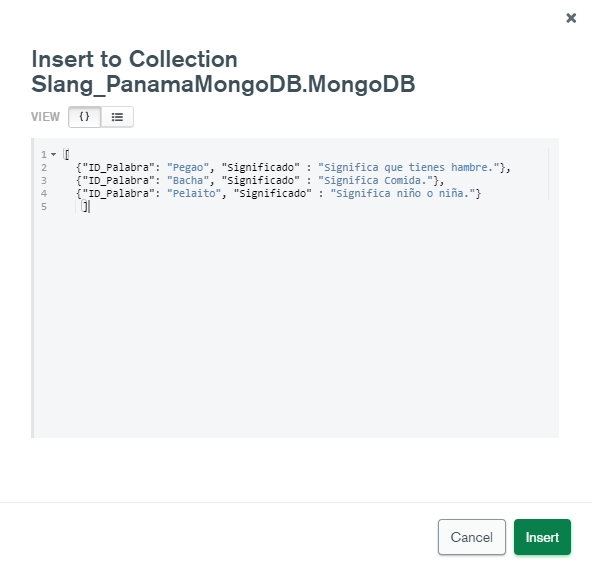 ×
Insert to Collection
Slang_PanamaMongoDB.MongoDB
VIEW {}
1 [
2 {"ID_Palabra": "Pegao", "Significado" : "Significa que tienes hambre."},
3 {"ID_Palabra": "Bacha", "Significado" : "Significa Comida."},
4 {"ID_Palabra": "Pelaito", "Significado" : "Significa niño o niña."}
5 ]
Cancel Insert